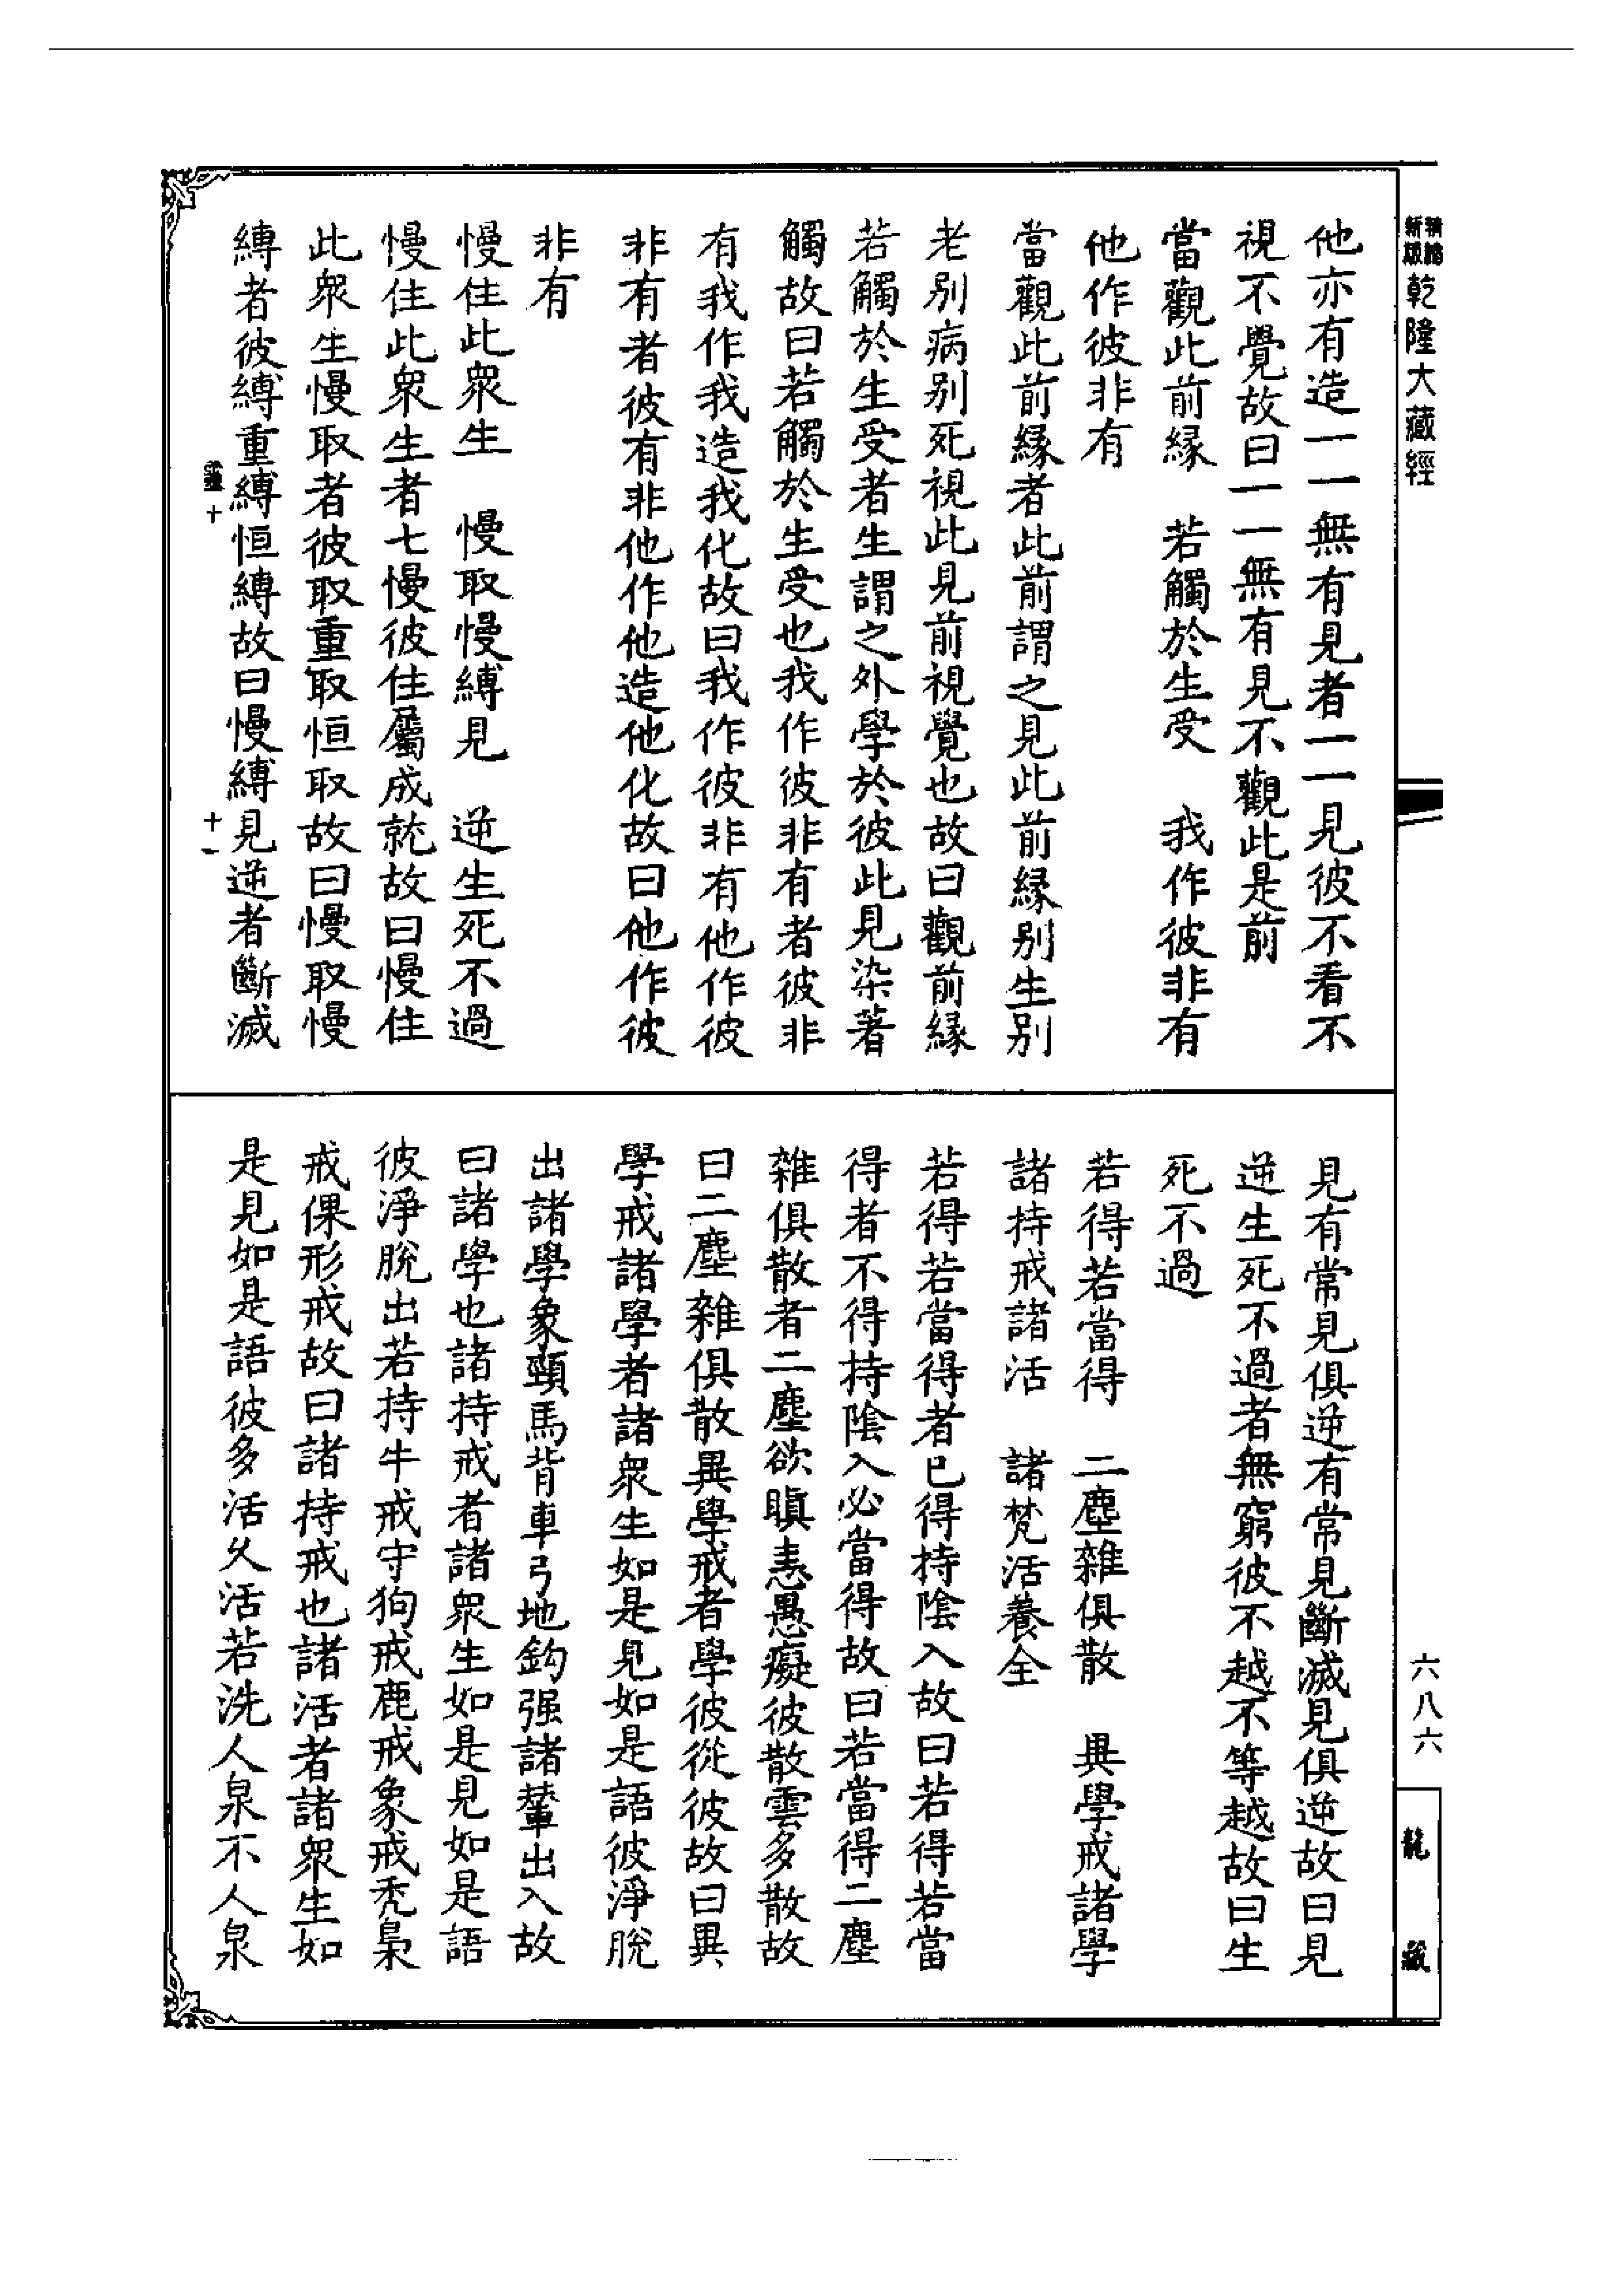 乾隆大藏經
他亦有造一一無有見者一一見彼不看不
視不覺故曰一一無有見不觀此是前
當觀此前緣　若觸於生受　我作彼非有
他作彼非有
當觀此前緣者此前謂之見此前緣别生别
老别病别死視此見前視覺也故曰觀前緣
若觸於生受者生謂之外學於彼此見染著
觸故曰若觸於生受也我作彼非有者彼非
有我作我造我化故曰我作彼非有他作彼
非有者彼有非他作他造他化故曰他作彼
非有
慢住此衆生　慢取慢縛見　逆生死不過
慢住此衆生者七慢彼住屬成就故曰慢住
此衆生慢取者彼取重取恒取故曰慢取慢
縛者彼縛重縛恒縛故曰慢縛見逆者斷滅
十
十一
見有常見俱逆有常見斷滅見俱逆故曰見
逆生死不過者無窮彼不越不等越故曰生
死不過
若得若當得　二塵雜俱散　異學戒諸學
諸持戒諸活　諸梵活養全
若得若當得者已得持陰入故曰若得若當
得者不得持陰入必當得故曰若當得二塵
雜俱散者二塵欲瞋恚愚癡彼散雲多散故
曰二塵雜俱散異學戒者學彼從彼故曰異
學戒諸學者諸衆生如是見如是語彼淨脫
出諸學象頸馬背車弓地鈎强諸輦出入故
曰諸學也諸持戒者諸衆生如是見如是語
彼淨脫出若持牛戒守狗戒鹿戒象戒禿梟
戒倮形戒故曰諸持戒也諸活者諸衆生如
是見如是語彼多活久活若洗人泉不人泉
六八六
龍藏